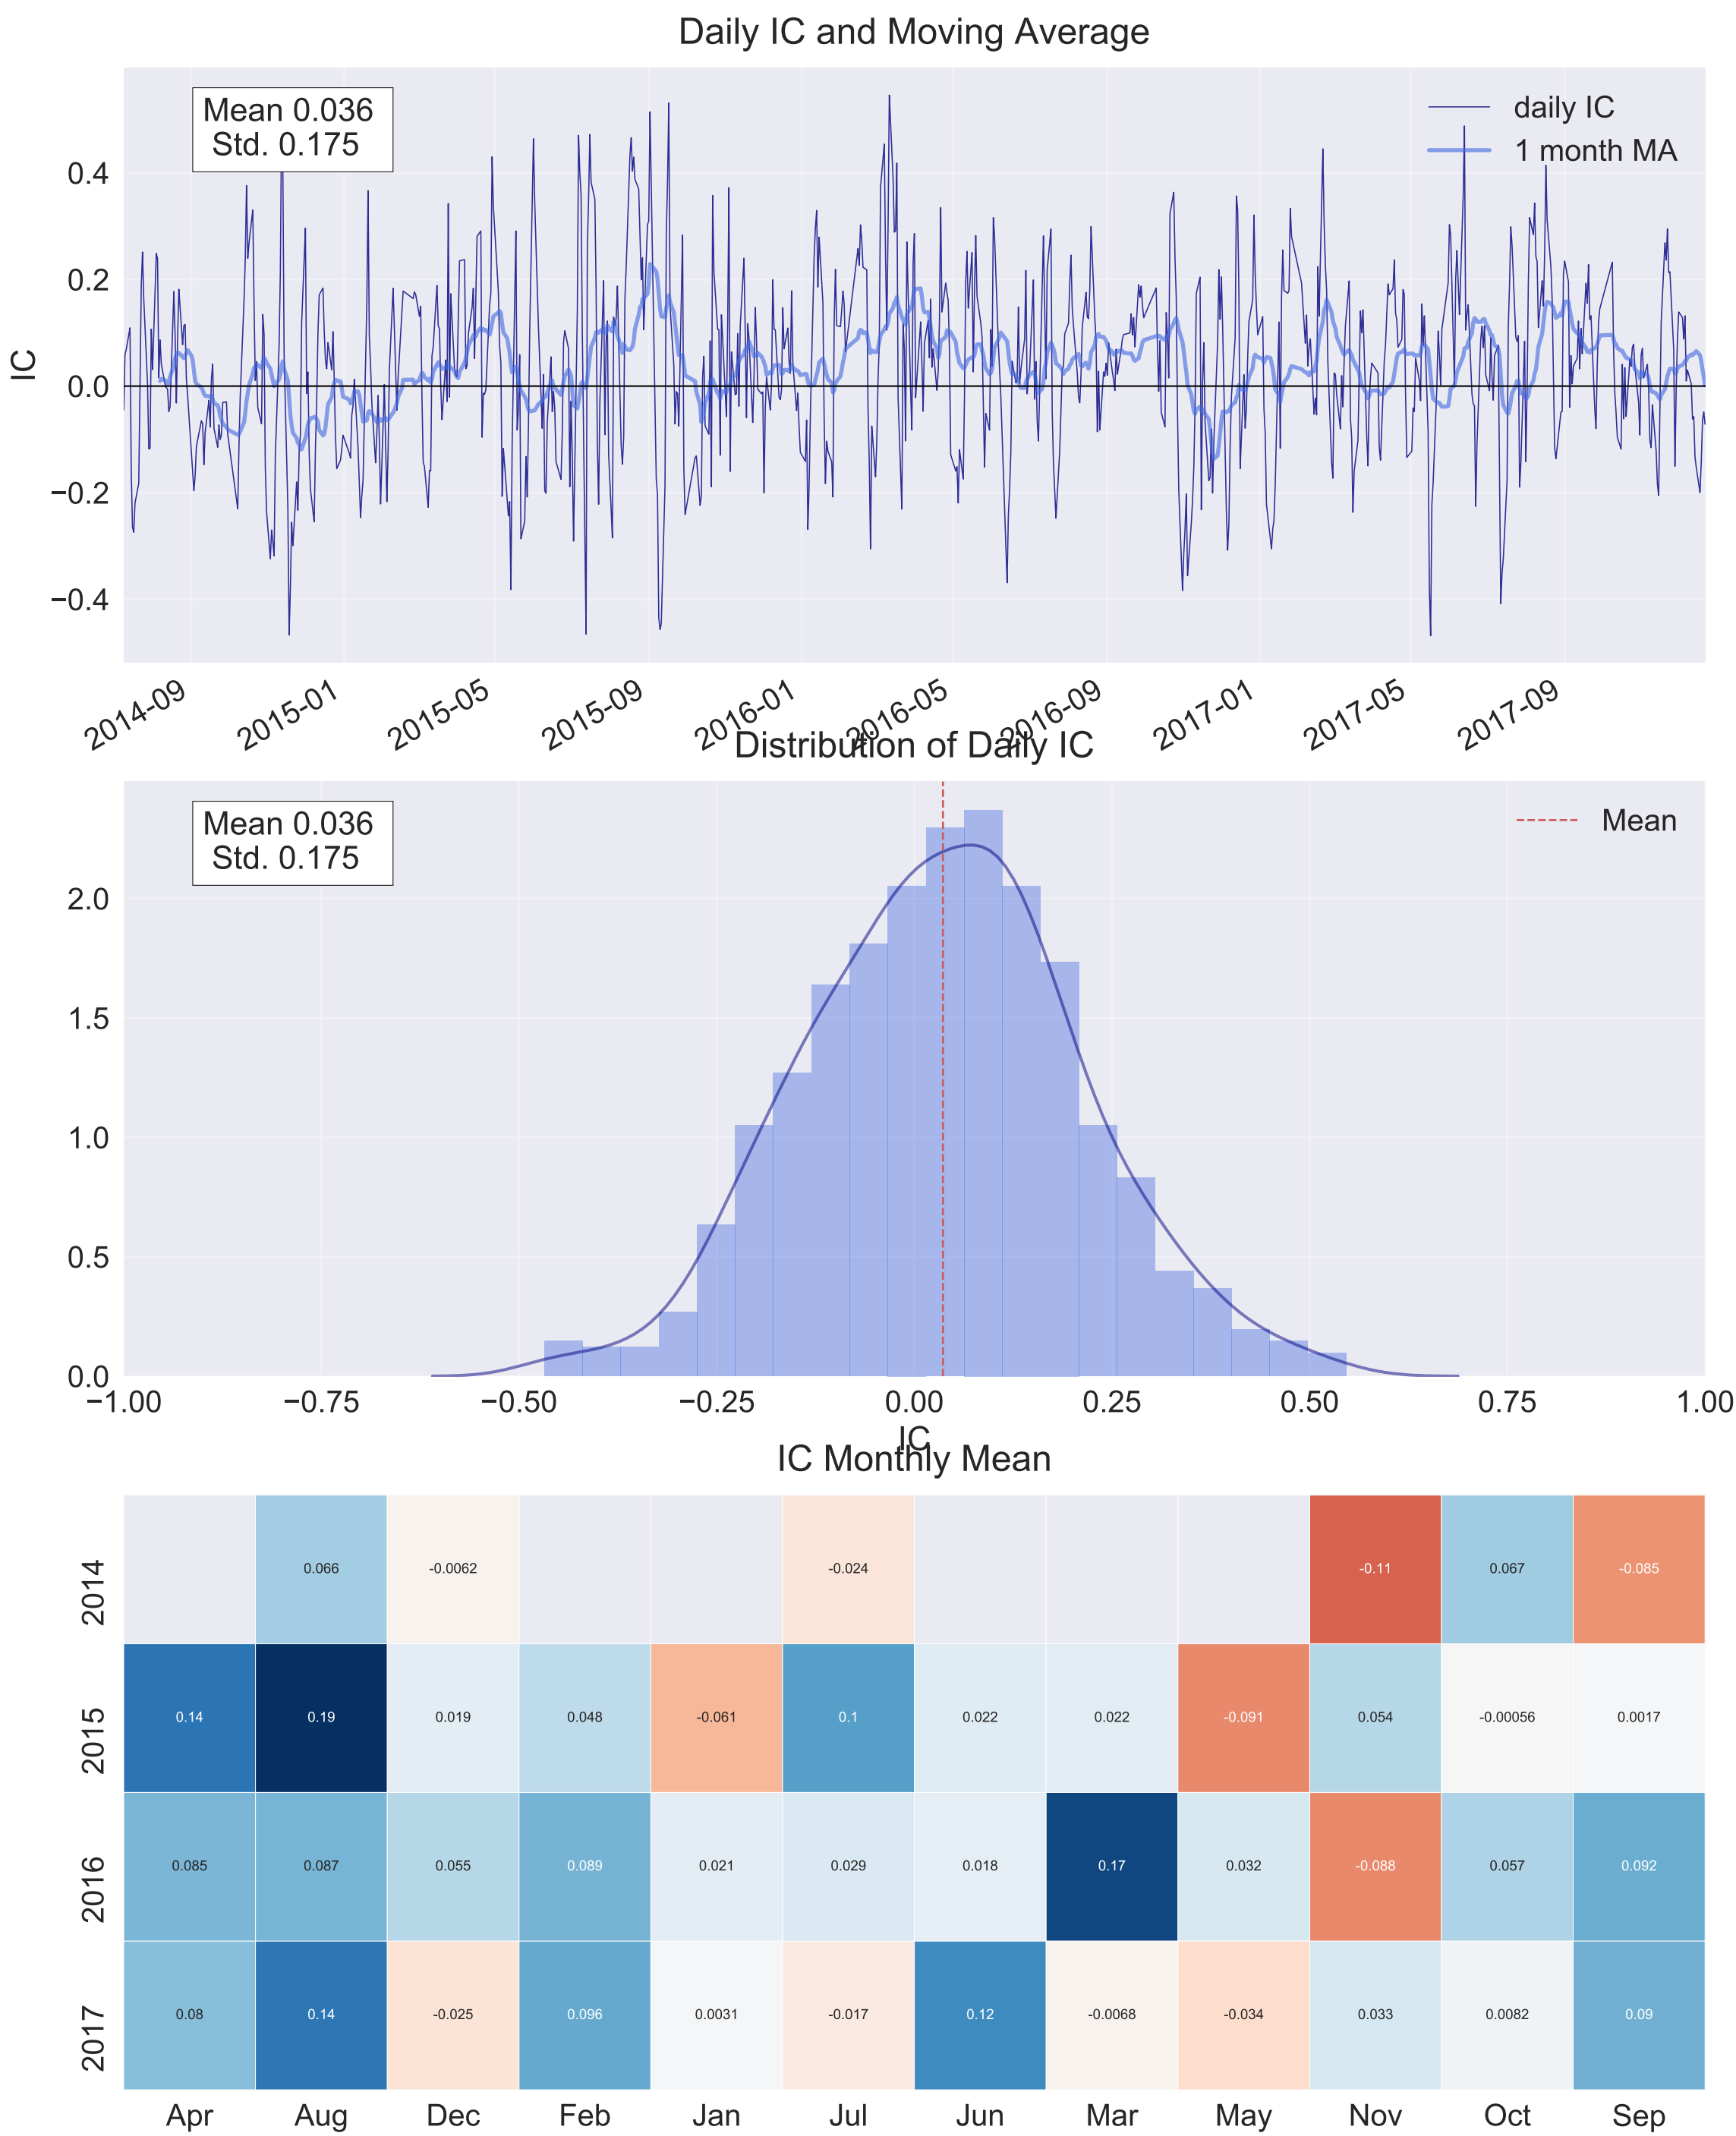 Daily IC and Moving Average
Mean 0.036
Std. 0.175
daily IC
1 month MA
IC
0.4
0.2
0.0
−0.2
−0.4
2014-09 2015-01 2015-05 2015-09 2016-01 2016-05 2016-09 2017-01 2017-05 2017-09
Distribution of Daily IC
Mean 0.036
Std. 0.175
Mean
2.0
1.5
1.0
0.5
0.0
−1.00 −0.75 −0.50 −0.25 0.00 0.25 0.50 0.75 1.00
IC
IC Monthly Mean
2014 0.066 -0.0062 -0.024 -0.11 0.067 -0.085
2015 0.14 0.19 0.019 0.048 -0.061 0.1 0.022 0.022 -0.091 0.054 -0.00056 0.0017
2016 0.085 0.087 0.055 0.089 0.021 0.029 0.018 0.17 0.032 -0.088 0.057 0.092
2017 0.08 0.14 -0.025 0.096 0.0031 -0.017 0.12 -0.0068 -0.034 0.033 0.0082 0.09
Apr Aug Dec Feb Jan Jul Jun Mar May Nov Oct Sep